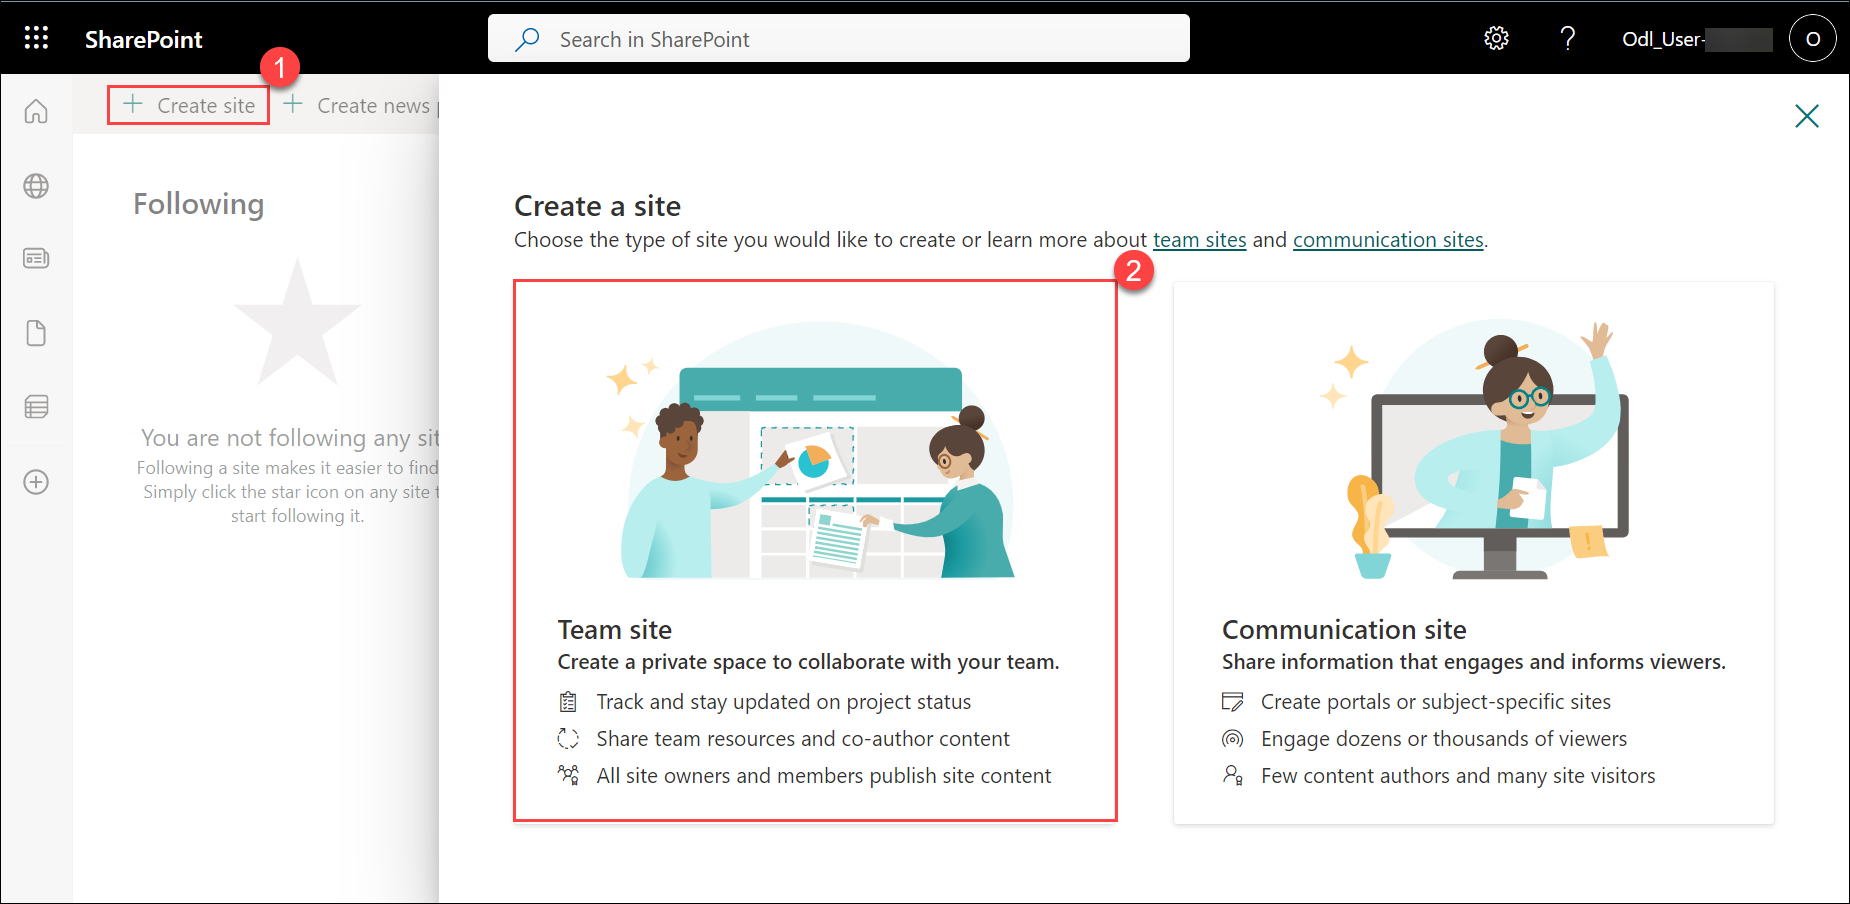 SharePoint
Search in SharePoint
?
Odl_User-
O
1
Create site
Create news
Following
You are not following any
Following a site makes it easier to find
Simply click the star icon on any site
start following it.
Create a site
Choose the type of site you would like to create or learn more about team sites and communication sites.
2
Team site
Create a private space to collaborate with your team.
Track and stay updated on project status
Share team resources and co-author content
All site owners and members publish site content
Communication site
Share information that engages and informs viewers.
Create portals or subject-specific sites
Engage dozens or thousands of viewers
Few content authors and many site visitors